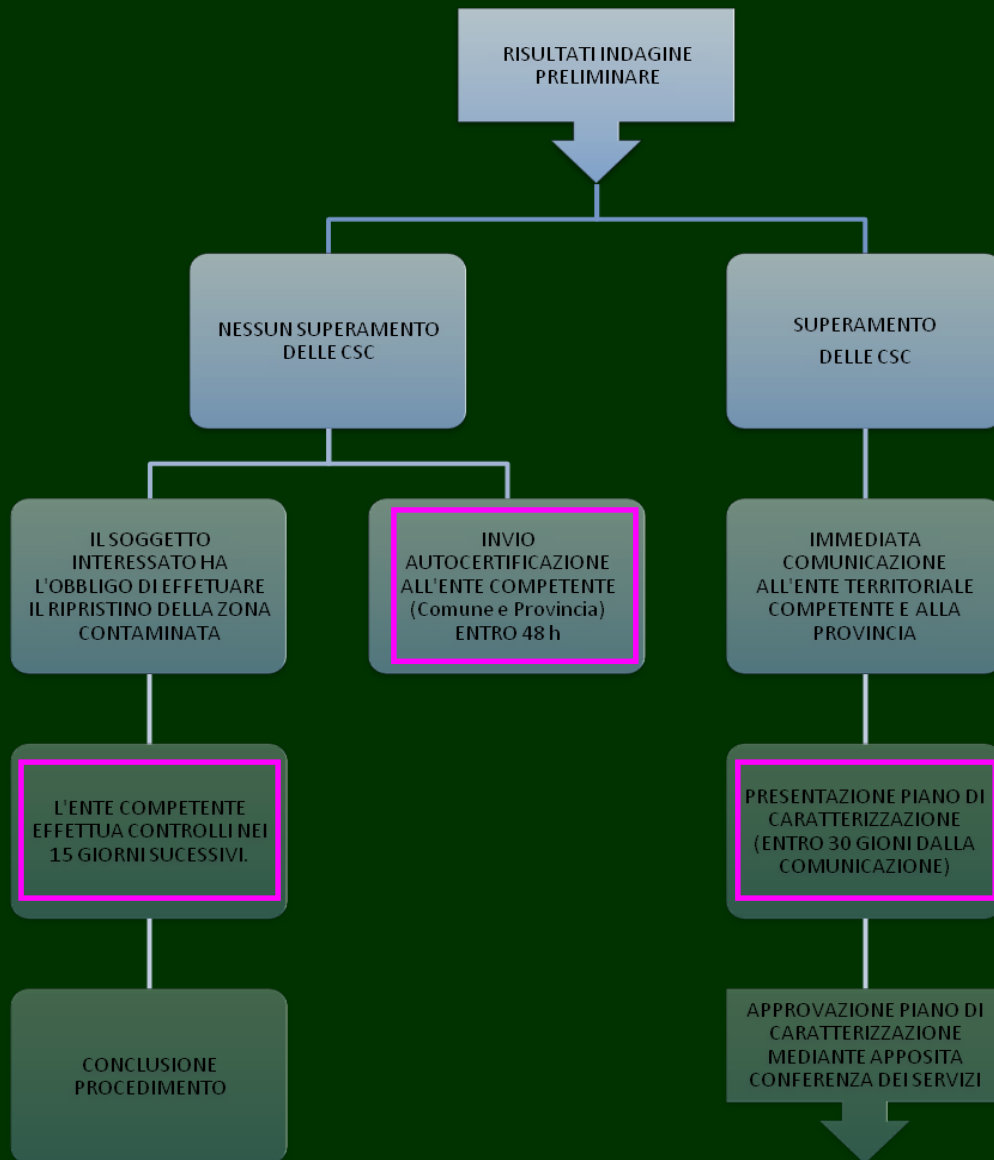 RISULTATI INDAGINE
PRELIMINARE
NESSUN SUPERAMENTO
DELLE CSC
SUPERAMENTO
DELLE CSC
IL SOGGETTO
INTERESSATO HA
L'OBBLIGO DI EFFETUARE
IL RIPRISTINO DELLA ZONA
CONTAMINATA
INVIO
AUTOCERTIFICAZIONE
ALL'ENTE COMPETENTE
(Comune e Provincia)
ENTRO 48 h
IMMEDIATA
COMUNICAZIONE
ALL'ENTE TERRITORIALE
COMPETENTE E ALLA
PROVINCIA
L'ENTE COMPETENTE
EFFETTUA CONTROLLI NEI
15 GIORNI SUCESSIVI.
PRESENTAZIONE PIANO DI
CARATTERIZZAZIONE
(ENTRO 30 GIONI DALLA
COMUNICAZIONE)
CONCLUSIONE
PROCEDIMENTO
APPROVAZIONE PIANO DI
CARATTERIZZAZIONE
MEDIANTE APPOSITA
CONFERENZA DEI SERVIZI